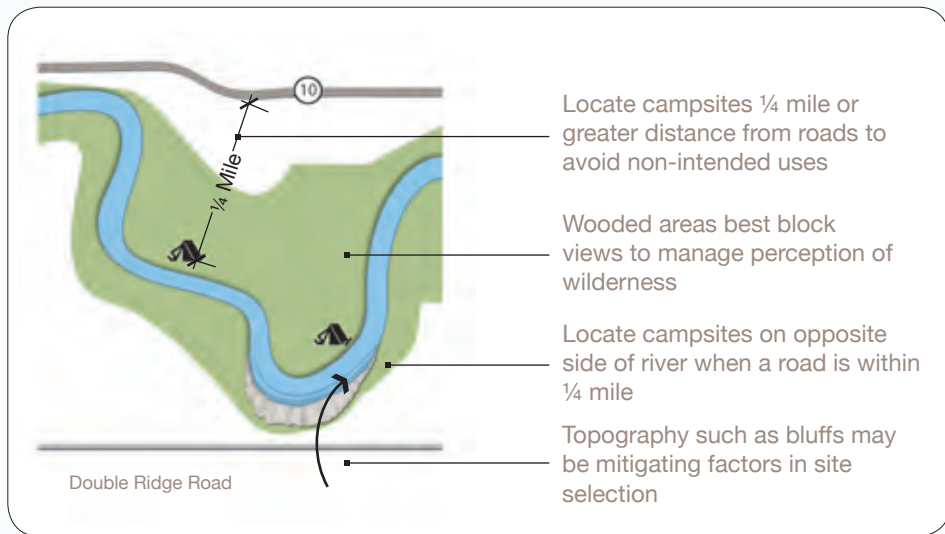 10
Locate campsites ¼ mile or
greater distance from roads to
avoid non-intended uses
¼ Mile
Wooded areas best block
views to manage perception of
wilderness
Locate campsites on opposite
side of river when a road is within
¼ mile
Topography such as bluffs may
be mitigating factors in site
selection
Double Ridge Road